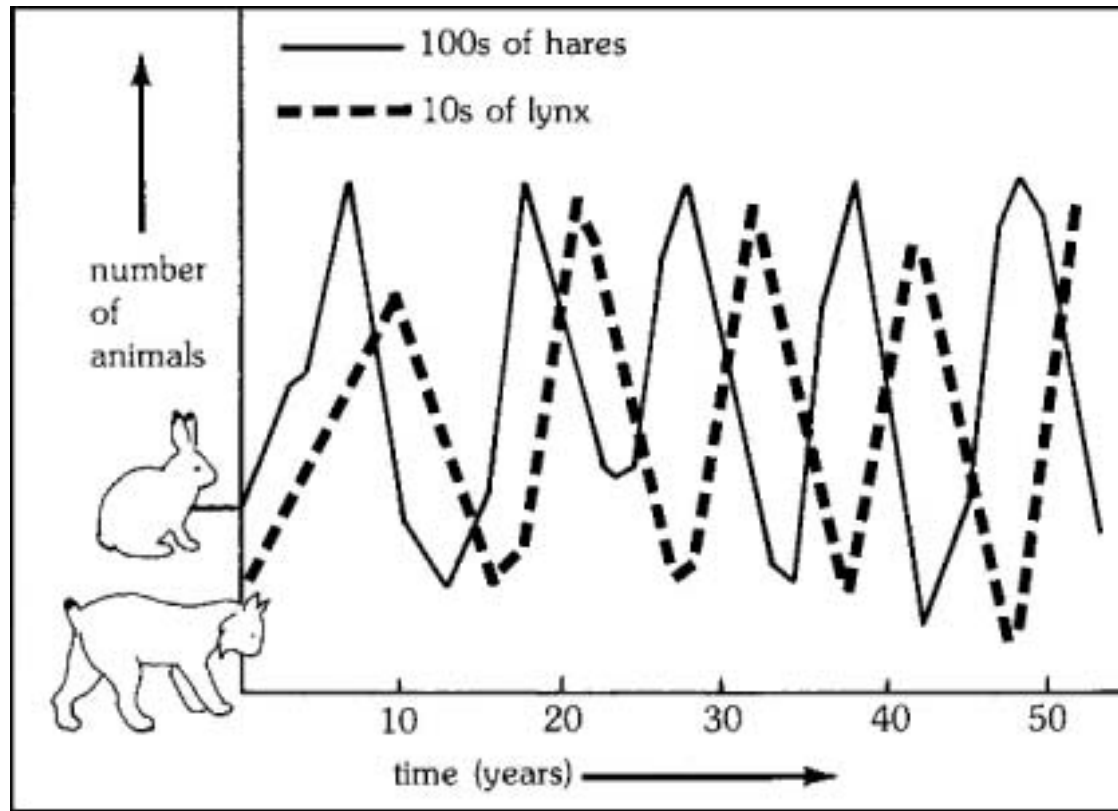 100s of hares
10s of lynx
number
of
animals
10 20 30 40 50
time (years)